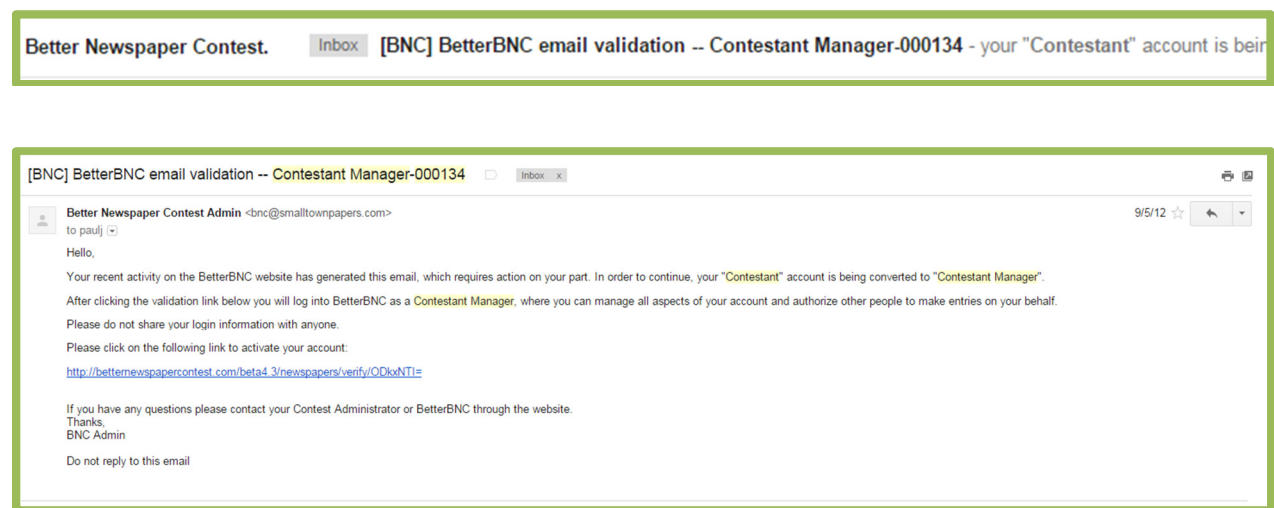 Better Newspaper Contest. Inbox [BNC] BetterBNC email validation -- Contestant Manager-000134 - your "Contestant" account is bein
[BNC] BetterBNC email validation -- Contestant Manager-000134 Inbox x
Better Newspaper Contest Admin <bnc@smalltownpapers.com> 9/5/12
to paulj
Hello,
Your recent activity on the BetterBNC website has generated this email, which requires action on your part. In order to continue, your "Contestant" account is being converted to "Contestant Manager".
After clicking the validation link below you will log into BetterBNC as a Contestant Manager, where you can manage all aspects of your account and authorize other people to make entries on your behalf.
Please do not share your login information with anyone.
Please click on the following link to activate your account:
http://betternewspapercontest.com/beta4.3/newspapers/verify/ODkxNTI=
If you have any questions please contact your Contest Administrator or BetterBNC through the website.
Thanks,
BNC Admin
Do not reply to this email